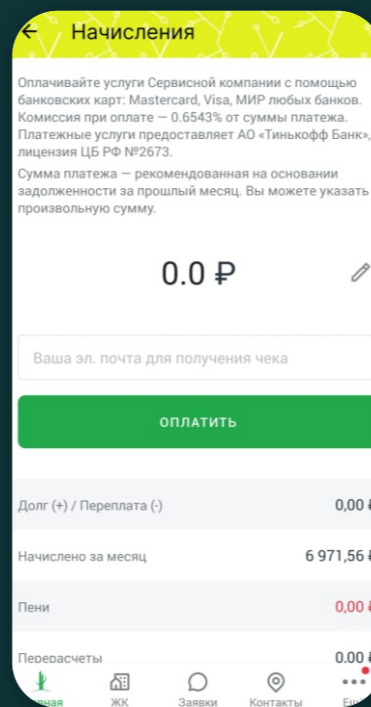 Начисления
Оплачивайте услуги Сервисной компании с помощью
банковских карт: Mastercard, Visa, МИР любых банков.
Комиссия при оплате — 0.6543% от суммы платежа.
Платежные услуги предоставляет АО «Тинькофф Банк»,
лицензия ЦБ РФ №2673.
Сумма платежа — рекомендованная на основании
задолженности за прошлый месяц. Вы можете указать
произвольную сумму.
0.0 ₽
Ваша эл. почта для получения чека
ОПЛАТИТЬ
Долг (+) / Переплата (-) 0,00 ₽
Начислено за месяц 6 971,56 ₽
Пени 0,00 ₽
Перерасчеты 0,00 ₽
ЖК Заявки Контакты